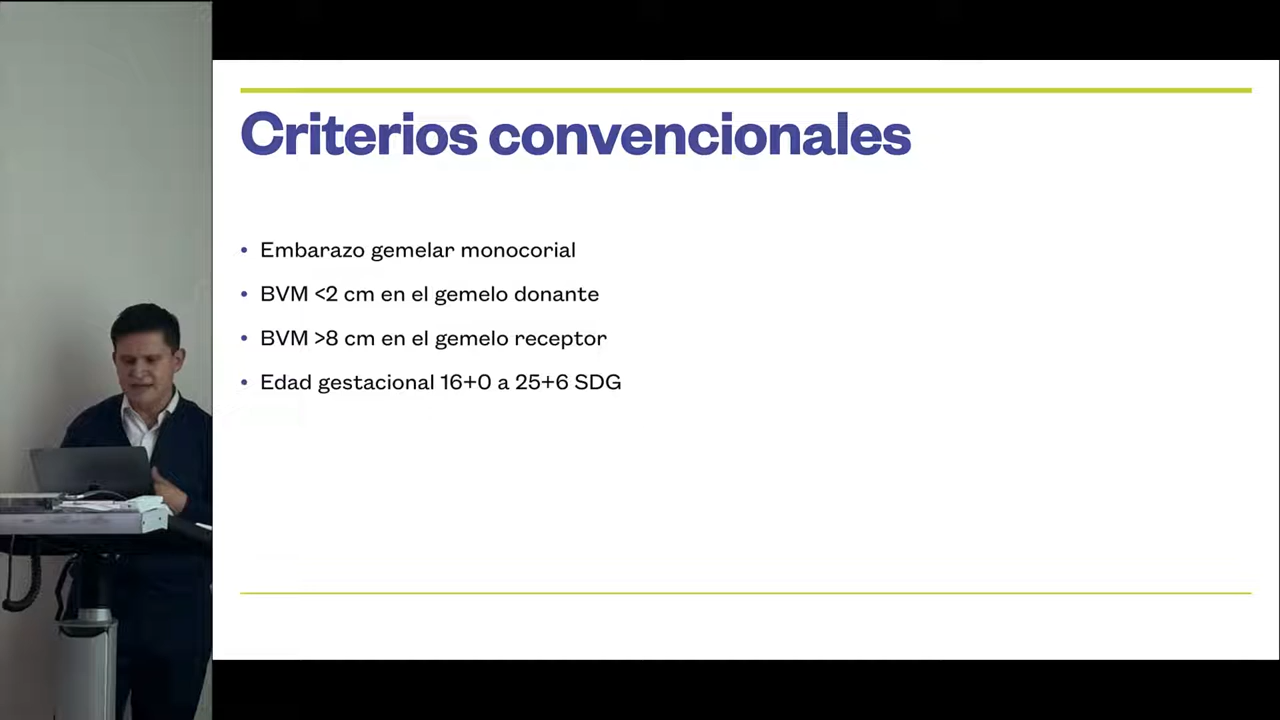 Criterios convencionales
• Embarazo gemelar monocorial
• BVM <2 cm en el gemelo donante
• BVM >8 cm en el gemelo receptor
• Edad gestacional 16+0 a 25+6 SDG